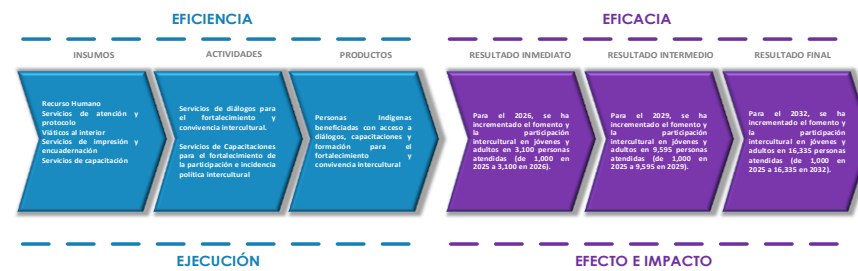 EFICIENCIA
EFICACIA
INSUMOS
ACTIVIDADES
PRODUCTOS
RESULTADO INMEDIATO
RESULTADO INTERMEDIO
RESULTADO FINAL
Recurso Humano
Servicios de atención y
protocolo
Viáticos al interior
Servicios de impresión y
encuadernación
Servicios de capacitación
Servicios de diálogos para
el fortalecimiento y
convivencia intercultural.
Servicios de Capacitaciones
para el fortalecimiento de
la participación e incidencia
política intercultural
Personas Indígenas
beneficiadas con acceso a
diálogos, capacitaciones y
formación para el
fortalecimiento y
convivencia intercultural
Para el 2026, se ha
incrementado el fomento y
la participación
intercultural en jóvenes y
adultos en 3,100 personas
atendidas (de 1,000 en
2025 a 3,100 en 2026).
Para el 2029, se ha
incrementado el fomento y
la participación
intercultural en jóvenes y
adultos en 9,595 personas
atendidas (de 1,000 en
2025 a 9,595 en 2029).
Para el 2032, se ha
incrementado el fomento y
la participación
intercultural en jóvenes y
adultos en 16,335 personas
atendidas (de 1,000 en
2025 a 16,335 en 2032).
EJECUCIÓN
EFECTO E IMPACTO